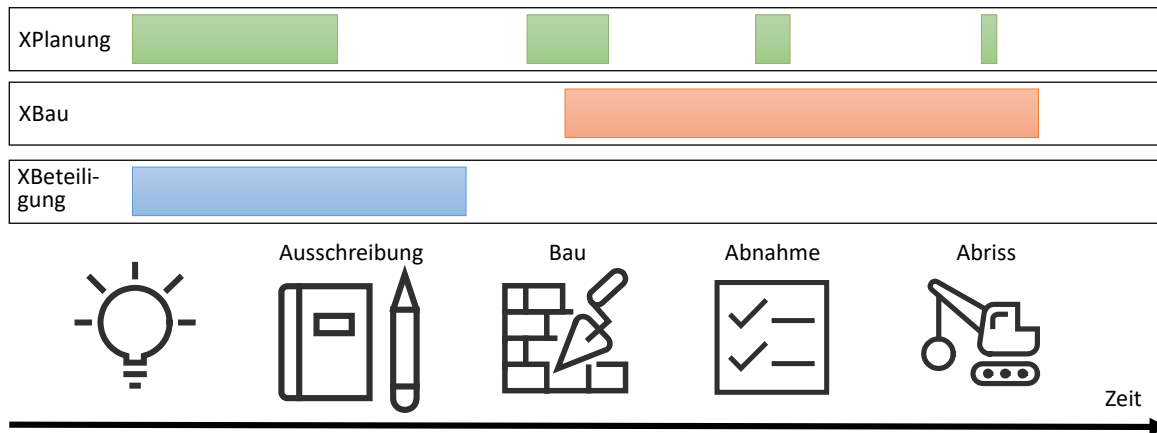 XPlanung
XBau
XBeteili-
gung
Ausschreibung
Bau
Abnahme
Abriss
Zeit